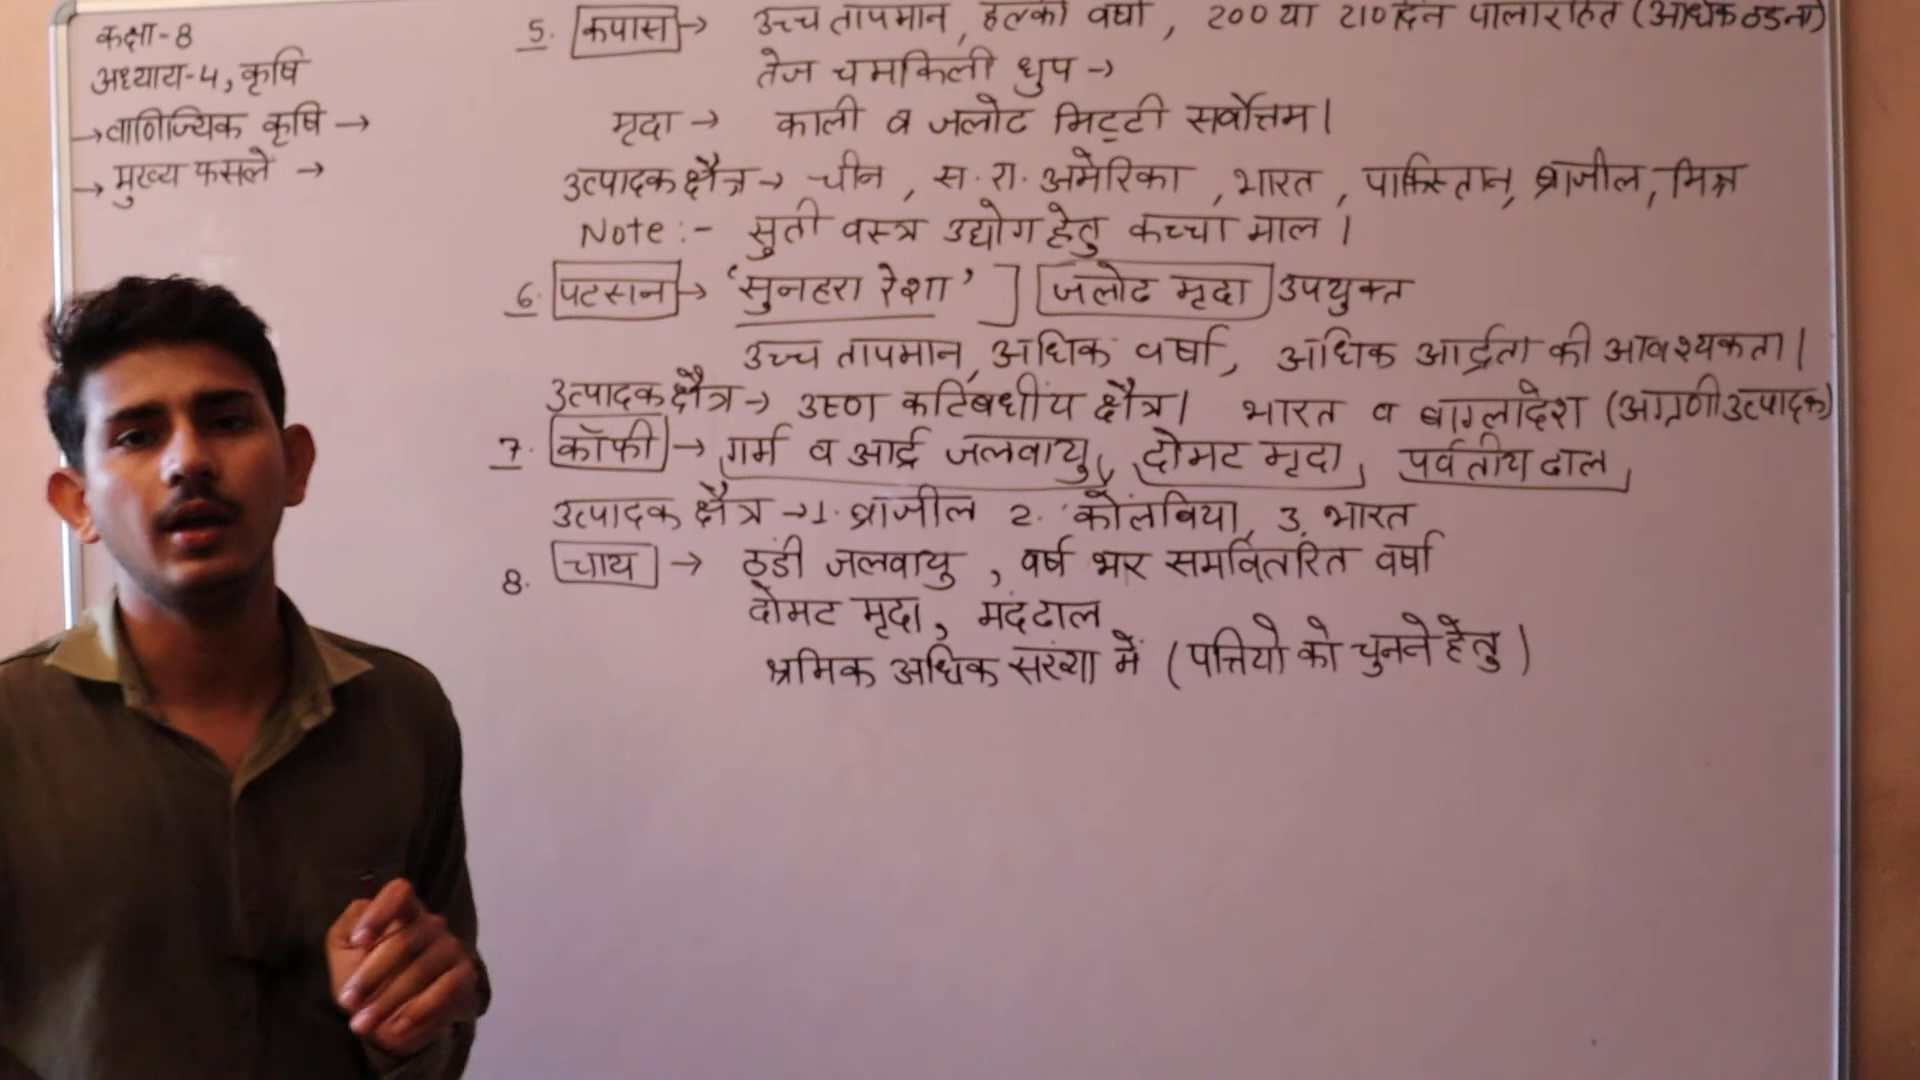 कक्षा-8
अध्याय-4, कृषि
→वाणिज्यिक कृषि→
→ मुख्य फसले →
5. कपास→ उच्च तापमान, हल्की वर्षा, 200 या 210 दिन पालारहित (अधिक ठंड ना)
तेज चमकिली धुप→
मृदा→ काली व जलोढ मिट्टी सर्वोत्तम।
उत्पादक क्षैत्र→ चीन, स. रा. अमेरिका, भारत, पाकिस्तान, ब्राजील, मिस्र
Note:- सुती वस्त्र उद्योग हेतु कच्चा माल।
6. पटसन→ 'सुनहरा रेशा'] जलोढ मृदा उपयुक्त
उच्च तापमान, अधिक वर्षा, अधिक आर्द्रता की आवश्यकता।
उत्पादक क्षैत्र→ उष्ण कटिबंधीय क्षैत्र। भारत व बांग्लादेश (अग्रणी उत्पादक)
7. कॉफी→ गर्म व आर्द्र जलवायु, दोमट मृदा, पर्वतीय ढाल
उत्पादक क्षैत्र→1. ब्राजील 2. कोलंबिया, 3. भारत
8. चाय→ ठंडी जलवायु, वर्ष भर समवितरित वर्षा
दोमट मृदा, मंद ढाल
श्रमिक अधिक संख्या में (पत्तियो को चुनने हेतु)